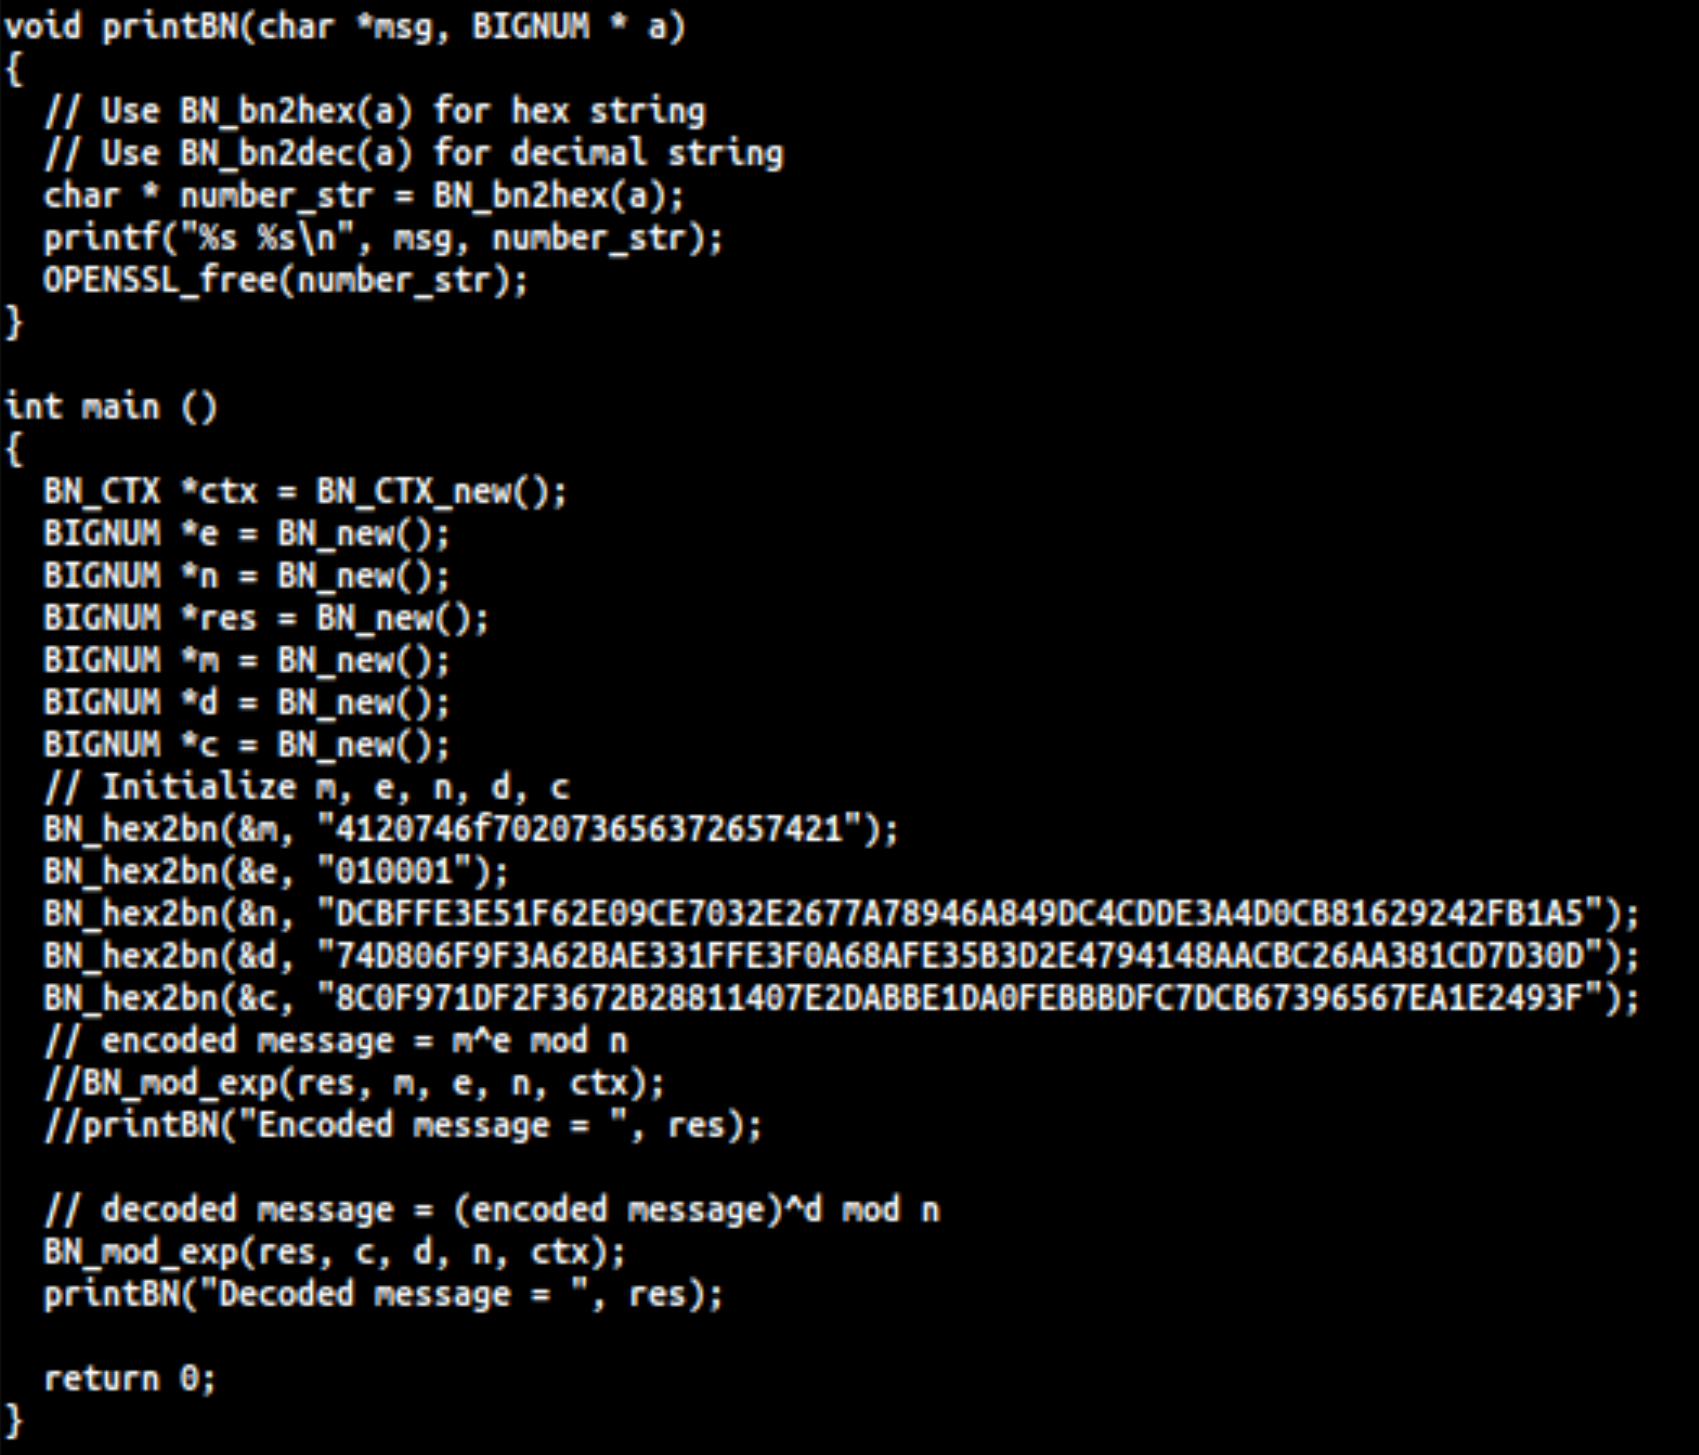 void printBN(char *msg, BIGNUM * a)
{
  // Use BN_bn2hex(a) for hex string
  // Use BN_bn2dec(a) for decimal string
  char * number_str = BN_bn2hex(a);
  printf("%s %s\n", msg, number_str);
  OPENSSL_free(number_str);
}

int main ()
{
  BN_CTX *ctx = BN_CTX_new();
  BIGNUM *e = BN_new();
  BIGNUM *n = BN_new();
  BIGNUM *res = BN_new();
  BIGNUM *m = BN_new();
  BIGNUM *d = BN_new();
  BIGNUM *c = BN_new();
  // Initialize m, e, n, d, c
  BN_hex2bn(&m, "4120746f702073656372657421");
  BN_hex2bn(&e, "010001");
  BN_hex2bn(&n, "DCBFFE3E51F62E09CE7032E2677A78946A849DC4CDDE3A4D0CB81629242FB1A5");
  BN_hex2bn(&d, "74D806F9F3A62BAE331FFE3F0A68AFE35B3D2E4794148AACBC26AA381CD7D30D");
  BN_hex2bn(&c, "8C0F971DF2F3672B28811407E2DABBE1DA0FEBBBDFC7DCB67396567EA1E2493F");
  // encoded message = m^e mod n
  //BN_mod_exp(res, m, e, n, ctx);
  //printBN("Encoded message = ", res);

  // decoded message = (encoded message)^d mod n
  BN_mod_exp(res, c, d, n, ctx);
  printBN("Decoded message = ", res);

  return 0;
}